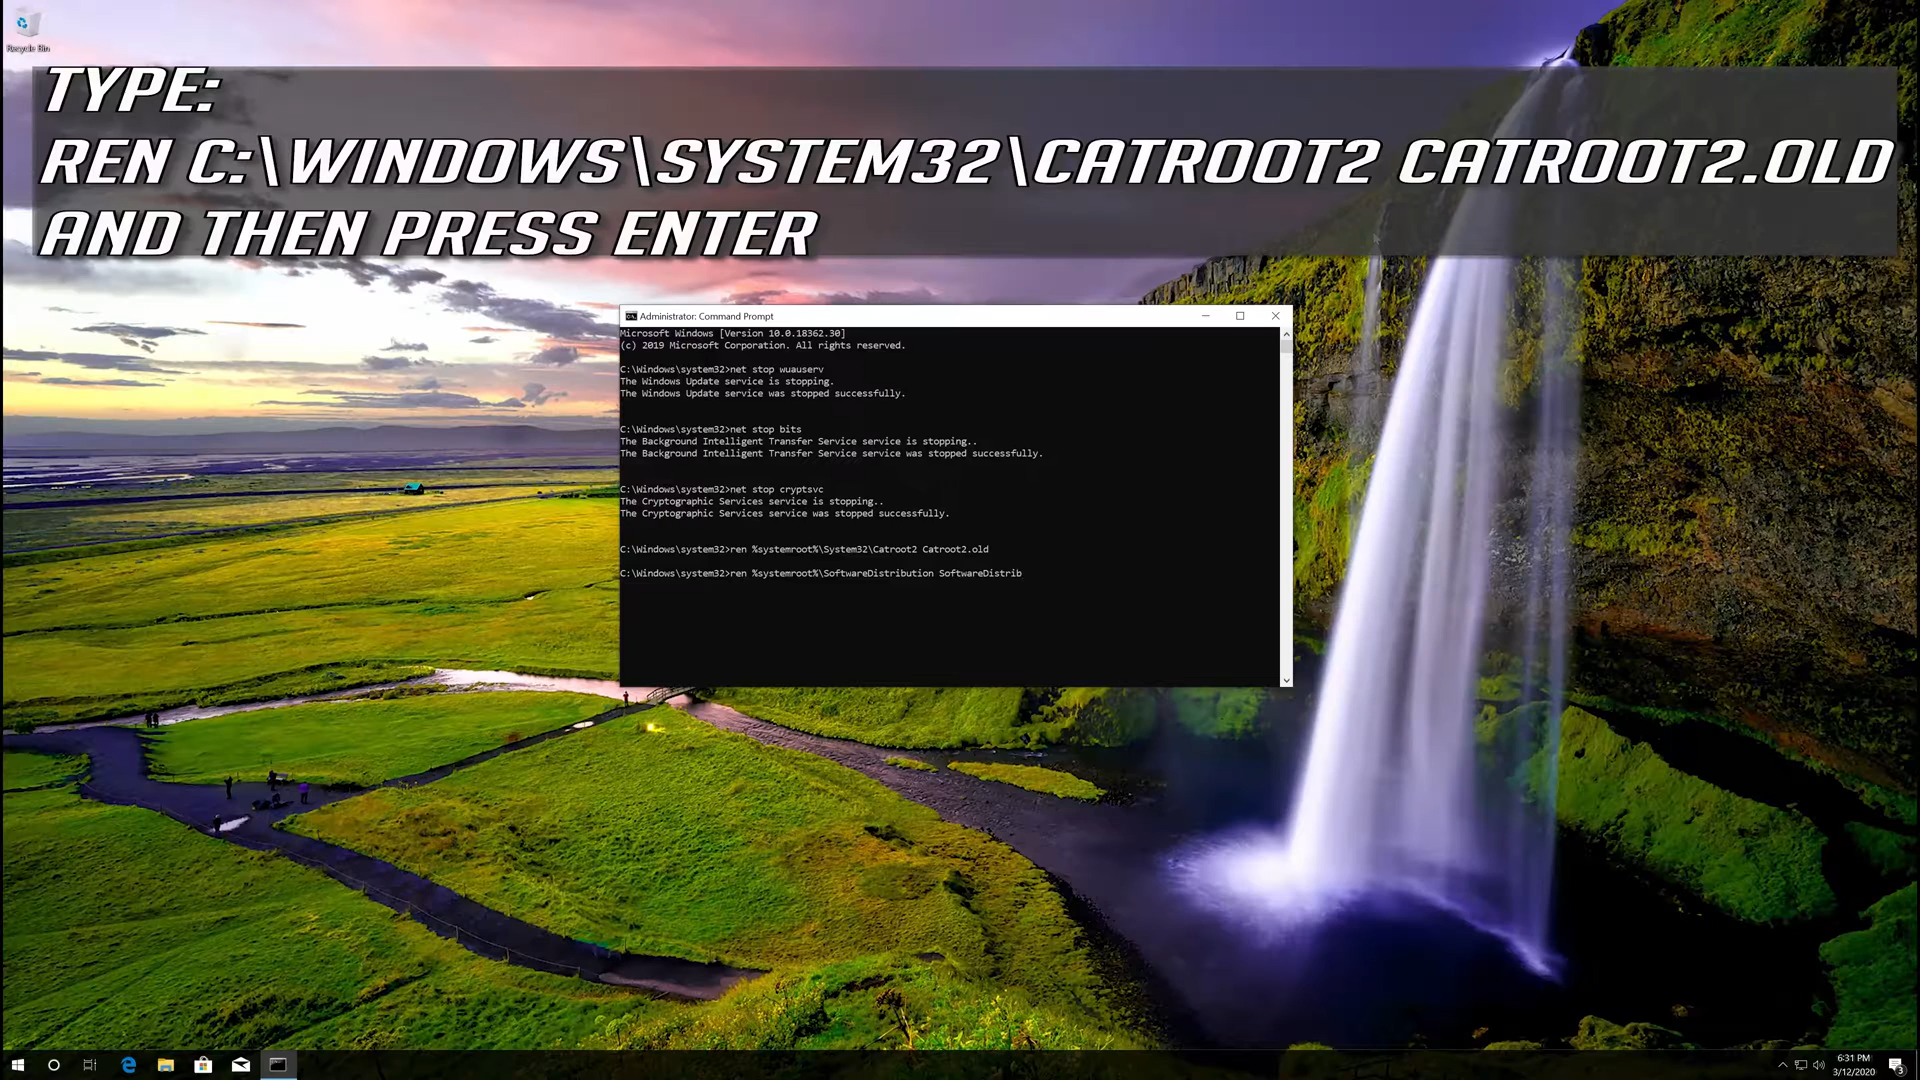 Recycle Bin
TYPE:
REN C:\WINDOWS\SYSTEM32\CATROOT2 CATROOT2.OLD
AND THEN PRESS ENTER
Administrator: Command Prompt
Microsoft Windows [Version 10.0.18362.30]
(c) 2019 Microsoft Corporation. All rights reserved.
C:\Windows\system32>net stop wuauserv
The Windows Update service is stopping.
The Windows Update service was stopped successfully.
C:\Windows\system32>net stop bits
The Background Intelligent Transfer Service service is stopping..
The Background Intelligent Transfer Service service was stopped successfully.
C:\Windows\system32>net stop cryptsvc
The Cryptographic Services service is stopping..
The Cryptographic Services service was stopped successfully.
C:\Windows\system32>ren %systemroot%\System32\Catroot2 Catroot2.old
C:\Windows\system32>ren %systemroot%\SoftwareDistribution SoftwareDistrib
6:31 PM
3/12/2020
3